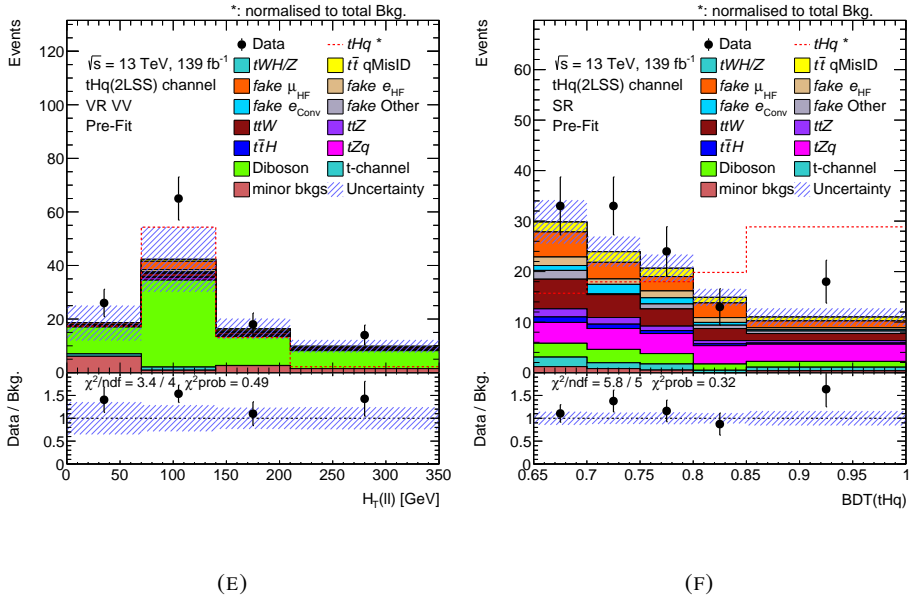 *: normalised to total Bkg.
Events
120
100
80
60
40
20
0
√s = 13 TeV, 139 fb⁻¹
tHq(2LSS) channel
VR VV
Pre-Fit
Data
tHq *
tWH/Z
tt̄ qMisID
fake μ_HF
fake e_HF
fake e_Conv
fake Other
ttW
ttZ
tt̄H
tZq
Diboson
t-channel
minor bkgs
Uncertainty
Data / Bkg.
1.5
1
0.5
0
χ²/ndf = 3.4 / 4, χ²prob = 0.49
0 50 100 150 200 250 300 350
H_T(ll) [GeV]
(E)
*: normalised to total Bkg.
Events
60
50
40
30
20
10
0
√s = 13 TeV, 139 fb⁻¹
tHq(2LSS) channel
SR
Pre-Fit
Data
tHq *
tWH/Z
tt̄ qMisID
fake μ_HF
fake e_HF
fake e_Conv
fake Other
ttW
ttZ
tt̄H
tZq
Diboson
t-channel
minor bkgs
Uncertainty
Data / Bkg.
1.5
1
0.5
0
χ²/ndf = 5.8 / 5 χ²prob = 0.32
0.65 0.7 0.75 0.8 0.85 0.9 0.95 1
BDT(tHq)
(F)